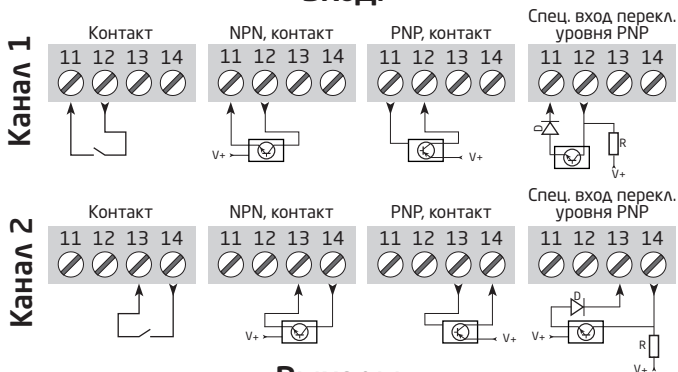 Канал 1
Контакт
11 12 13 14
NPN, контакт
11 12 13 14
V+
PNP, контакт
11 12 13 14
V+
Спец. вход перекл.
уровня PNP
11 12 13 14
D
R
V+
Канал 2
Контакт
11 12 13 14
NPN, контакт
11 12 13 14
V+
PNP, контакт
11 12 13 14
V+
Спец. вход перекл.
уровня PNP
11 12 13 14
D
V+
R
V+